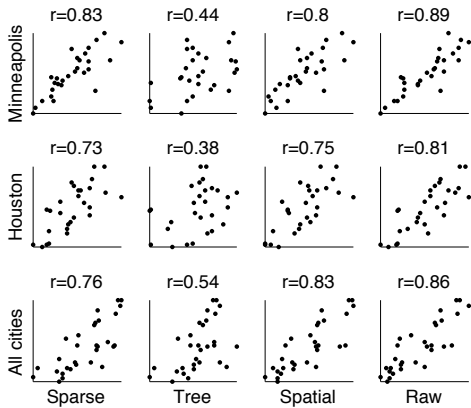 r=0.83 r=0.44 r=0.8 r=0.89
Minneapolis
r=0.73 r=0.38 r=0.75 r=0.81
Houston
r=0.76 r=0.54 r=0.83 r=0.86
All cities
Sparse Tree Spatial Raw